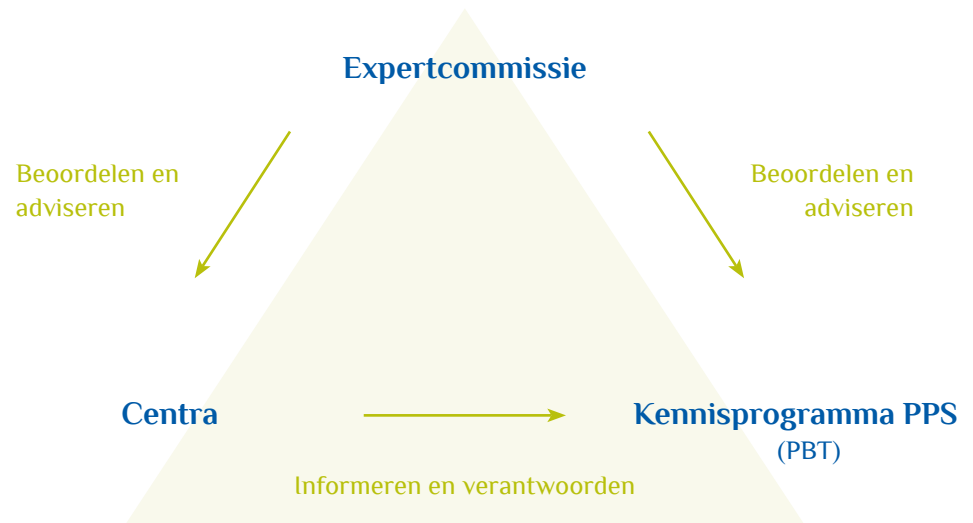 Expertcommissie
Beoordelen en
adviseren
Beoordelen en
adviseren
Centra
Kennisprogramma PPS
(PBT)
Informeren en verantwoorden